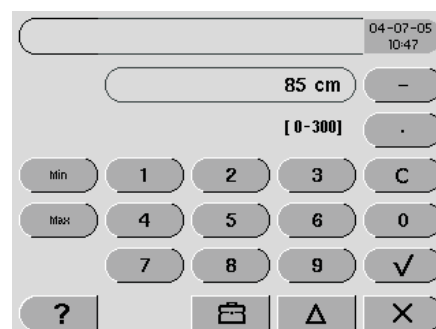 04-07-05
10:47
85 cm
-
[ 0-300]
.
Min 1 2 3 C
Max 4 5 6 0
7 8 9 √
? Δ X